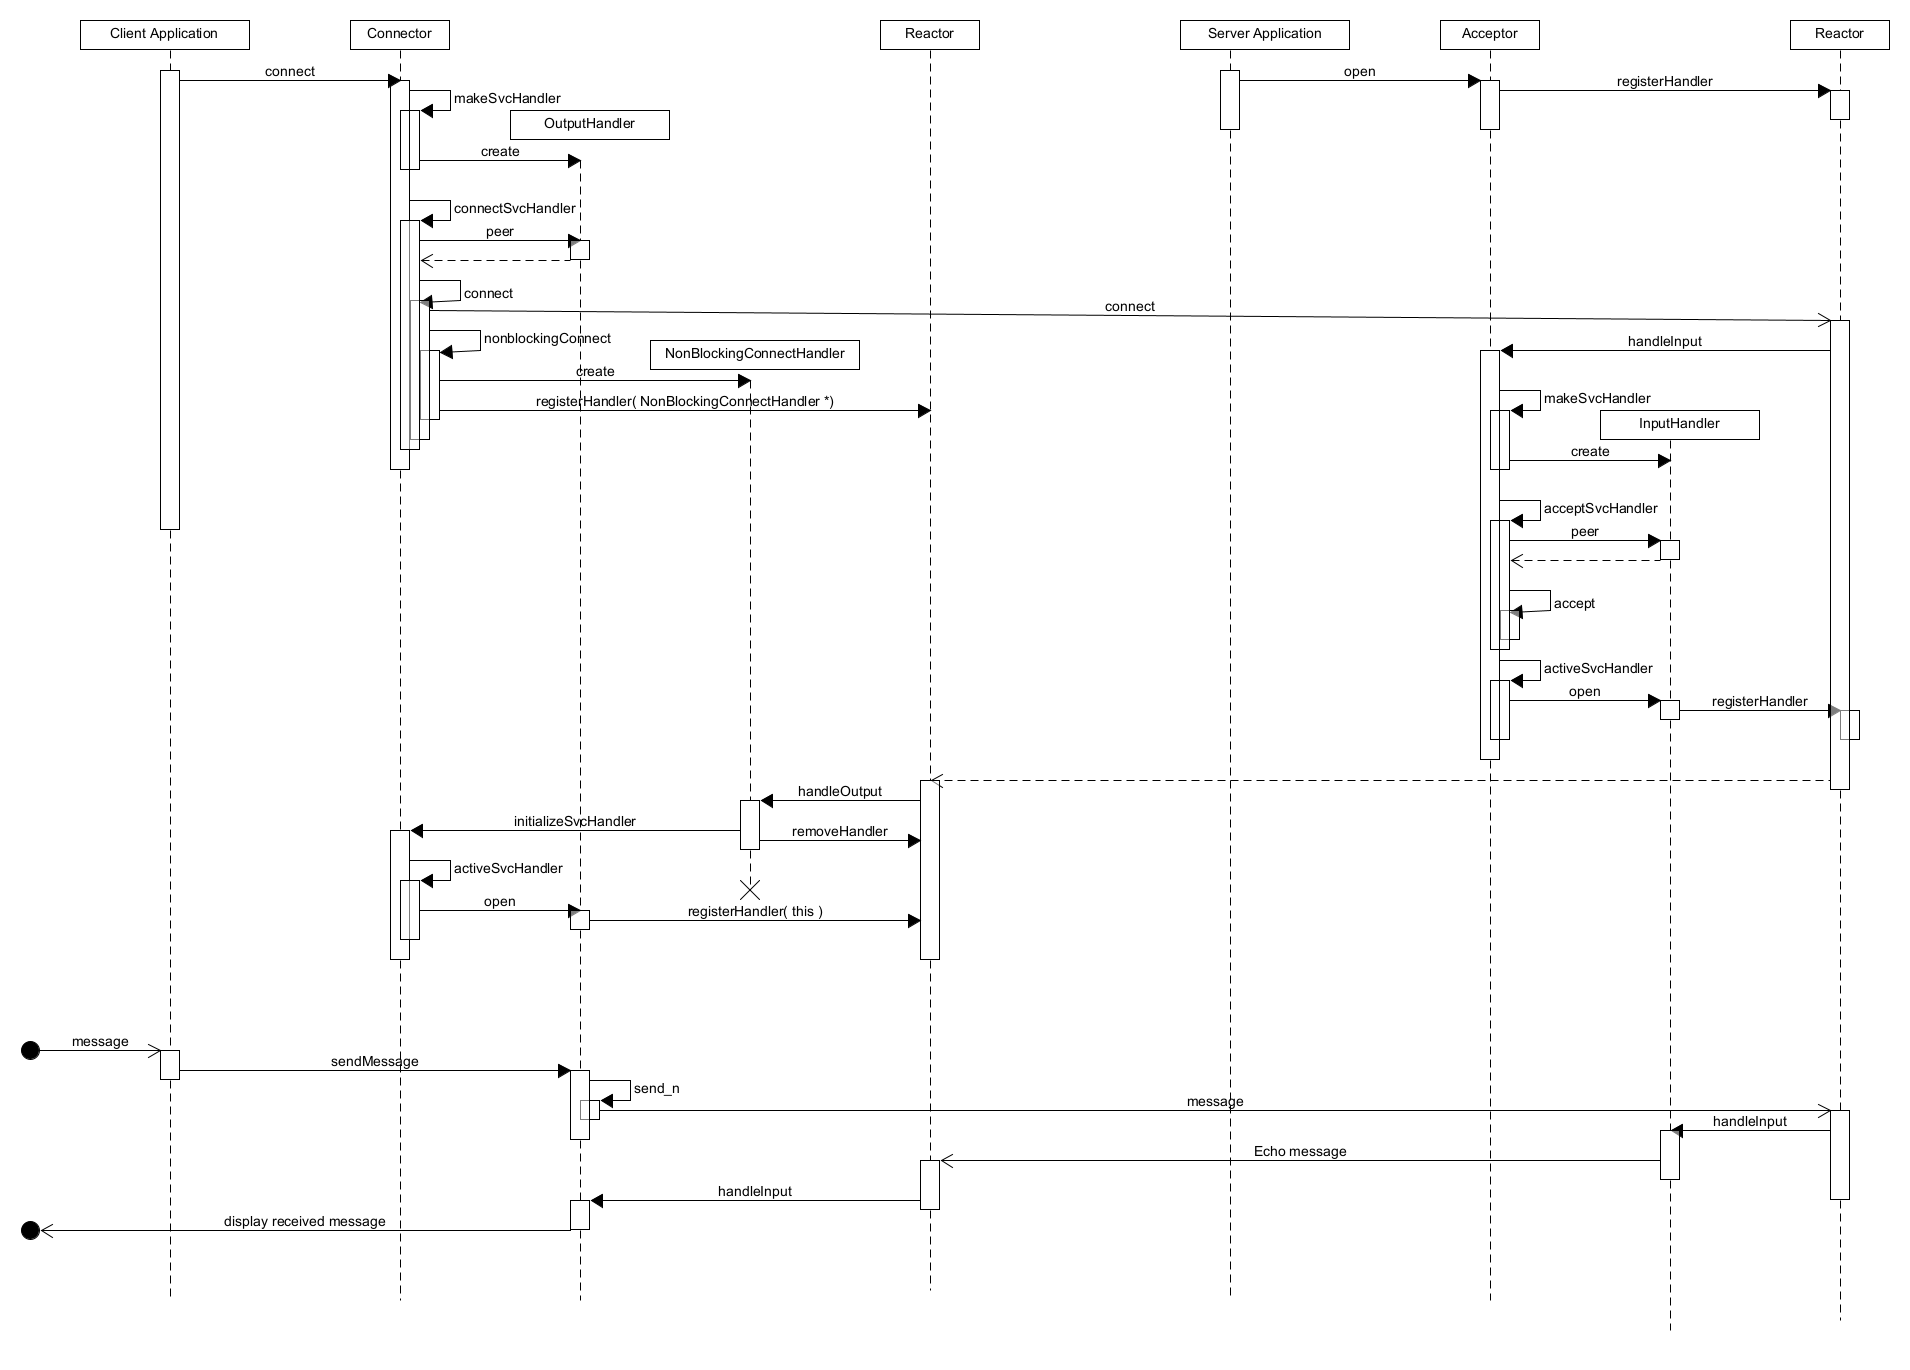 Client Application
Connector
Reactor
Server Application
Acceptor
Reactor
connect
open
registerHandler
makeSvcHandler
OutputHandler
create
connectSvcHandler
peer
connect
connect
nonblockingConnect
handleInput
NonBlockingConnectHandler
create
registerHandler( NonBlockingConnectHandler *)
makeSvcHandler
InputHandler
create
acceptSvcHandler
peer
accept
activeSvcHandler
open
registerHandler
handleOutput
initializeSvcHandler
removeHandler
activeSvcHandler
open
registerHandler( this )
message
sendMessage
send_n
message
handleInput
Echo message
handleInput
display received message